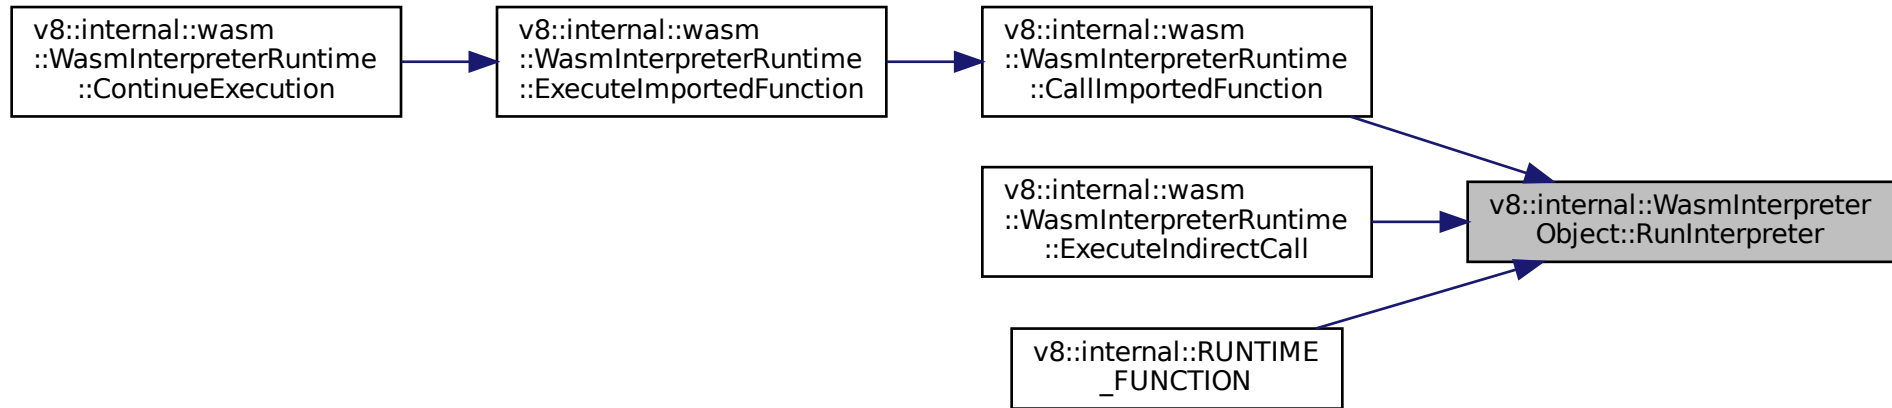 v8::internal::wasm
::WasmInterpreterRuntime
::ContinueExecution
v8::internal::wasm
::WasmInterpreterRuntime
::ExecuteImportedFunction
v8::internal::wasm
::WasmInterpreterRuntime
::CallImportedFunction
v8::internal::wasm
::WasmInterpreterRuntime
::ExecuteIndirectCall
v8::internal::RUNTIME
_FUNCTION
v8::internal::WasmInterpreter
Object::RunInterpreter